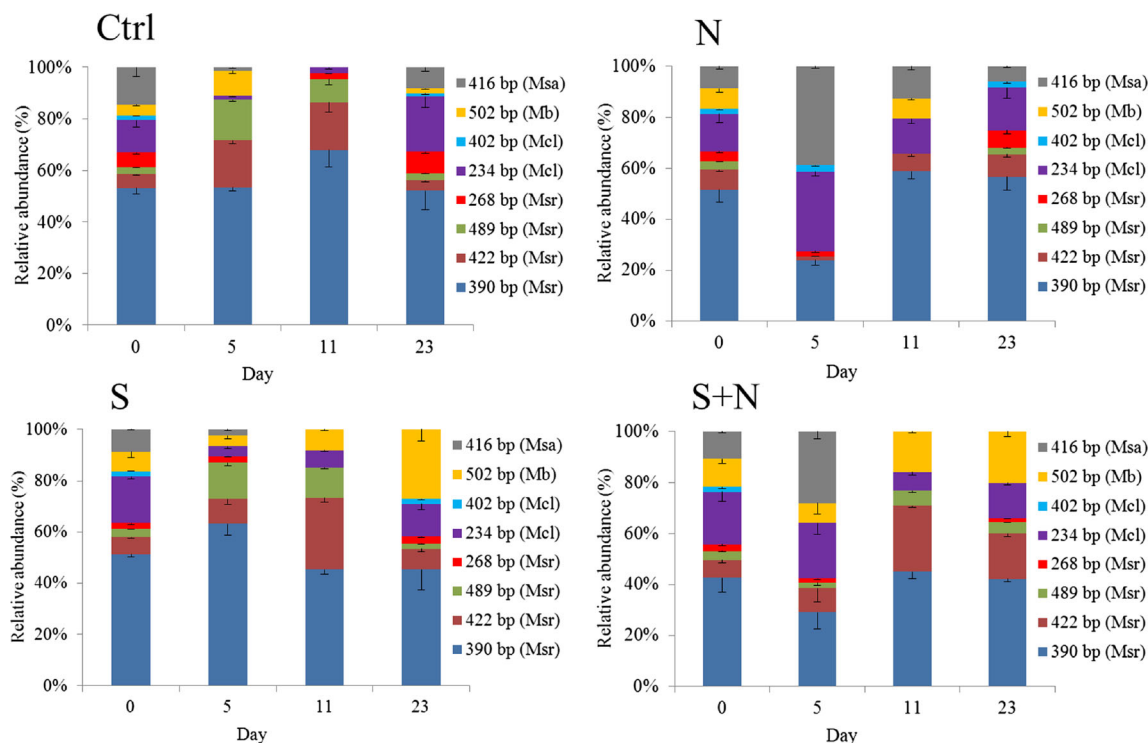 Ctrl
Relative abundance (%)
100%
80%
60%
40%
20%
0%
0 5 11 23
Day
416 bp (Msa)
502 bp (Mb)
402 bp (Mcl)
234 bp (Mcl)
268 bp (Msr)
489 bp (Msr)
422 bp (Msr)
390 bp (Msr)
N
Relative abundance (%)
100%
80%
60%
40%
20%
0%
0 5 11 23
Day
416 bp (Msa)
502 bp (Mb)
402 bp (Mcl)
234 bp (Mcl)
268 bp (Msr)
489 bp (Msr)
422 bp (Msr)
390 bp (Msr)
S
Relative abundance (%)
100%
80%
60%
40%
20%
0%
0 5 11 23
Day
416 bp (Msa)
502 bp (Mb)
402 bp (Mcl)
234 bp (Mcl)
268 bp (Msr)
489 bp (Msr)
422 bp (Msr)
390 bp (Msr)
S+N
Relative abundance (%)
100%
80%
60%
40%
20%
0%
0 5 11 23
Day
416 bp (Msa)
502 bp (Mb)
402 bp (Mcl)
234 bp (Mcl)
268 bp (Msr)
489 bp (Msr)
422 bp (Msr)
390 bp (Msr)